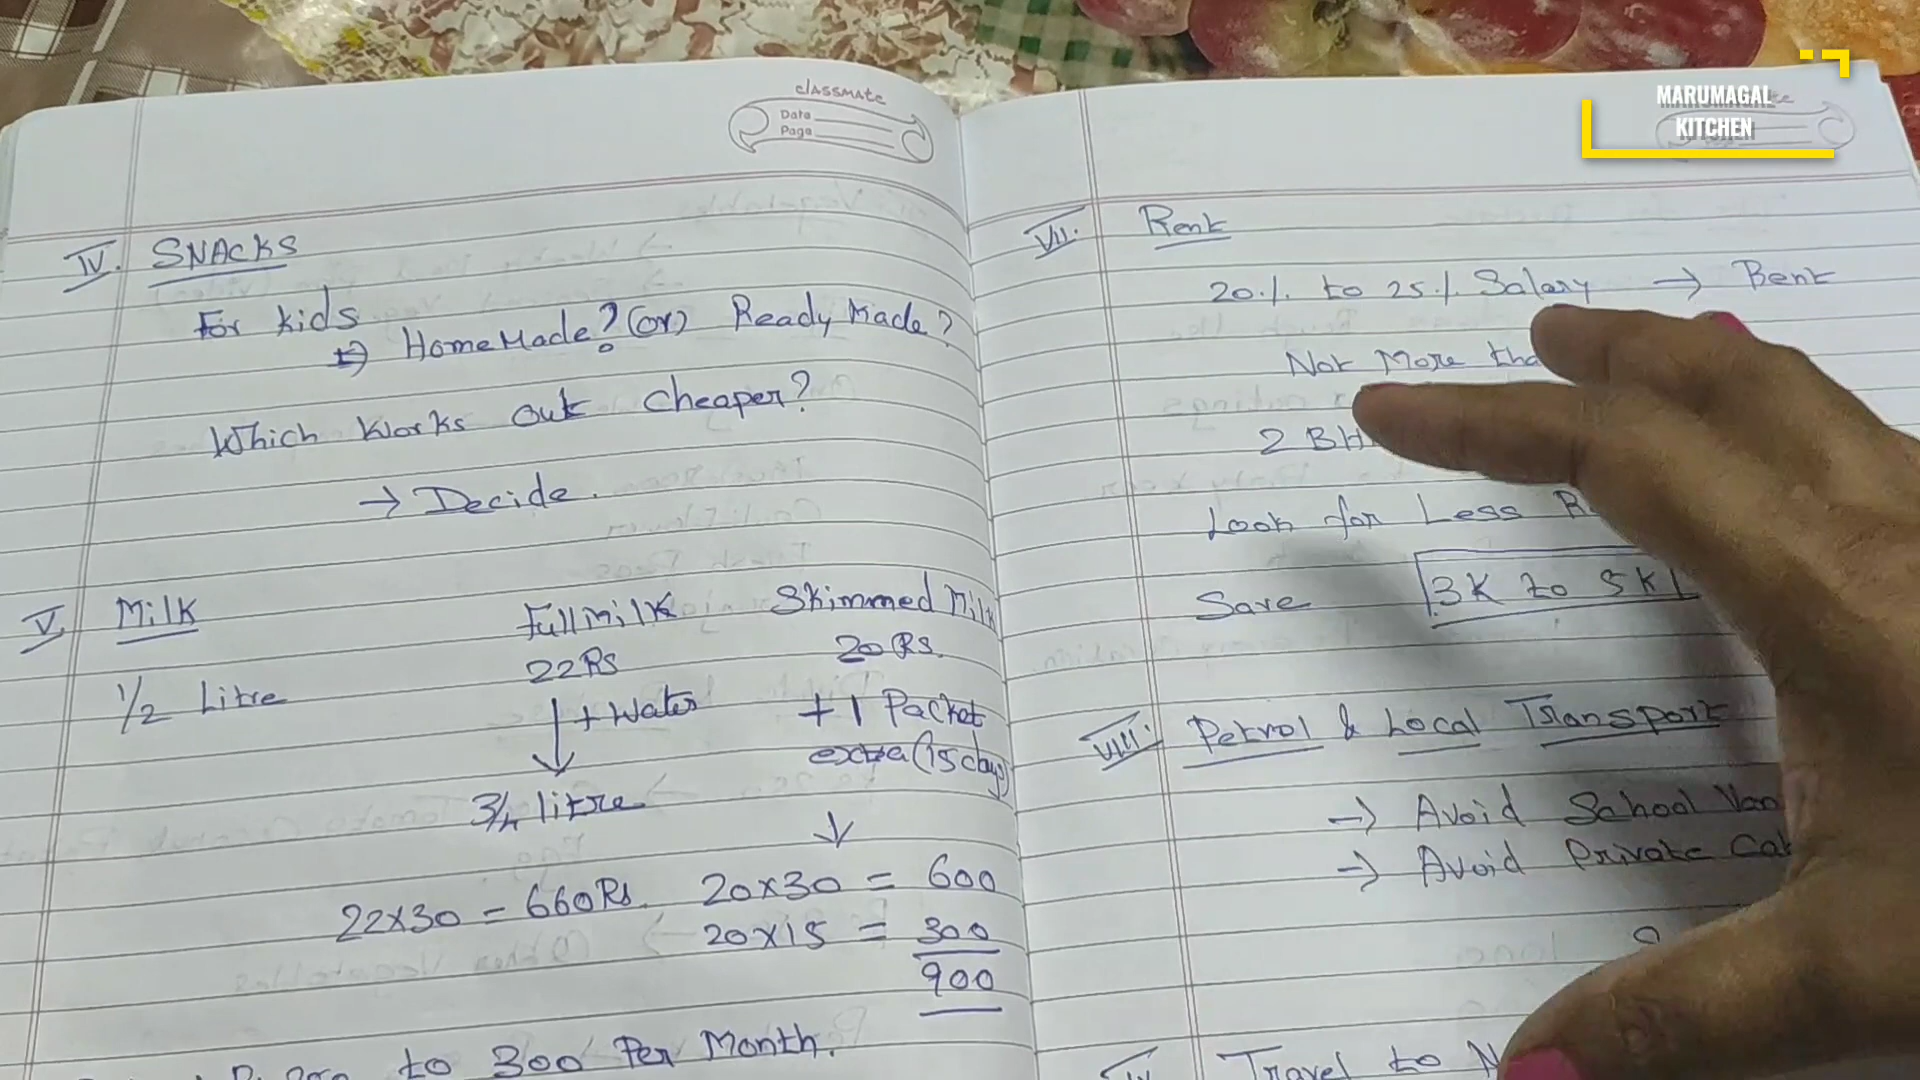 classmate
Date
Page
IV. SNACKS
For kids
→ HomeMade? (or) Ready Made?
Which Works out cheaper?
→ Decide.
V. Milk
Full milk Skimmed Milk
22Rs 20 Rs.
1/2 Litre
+ Water + 1 Packet
extra (15 days)
3/4 litre
22x30 = 660Rs. 20x30 = 600
20x15 = 300
900
to 300 Per Month.
MARUMAGAL
KITCHEN
VII. Rent
20% to 25% Salary → Rent
Not More
2 BH
Look for Less
Save 3K to 5K
VIII. Petrol & Local Transport
→ Avoid School Van
→ Avoid Private
Travel to